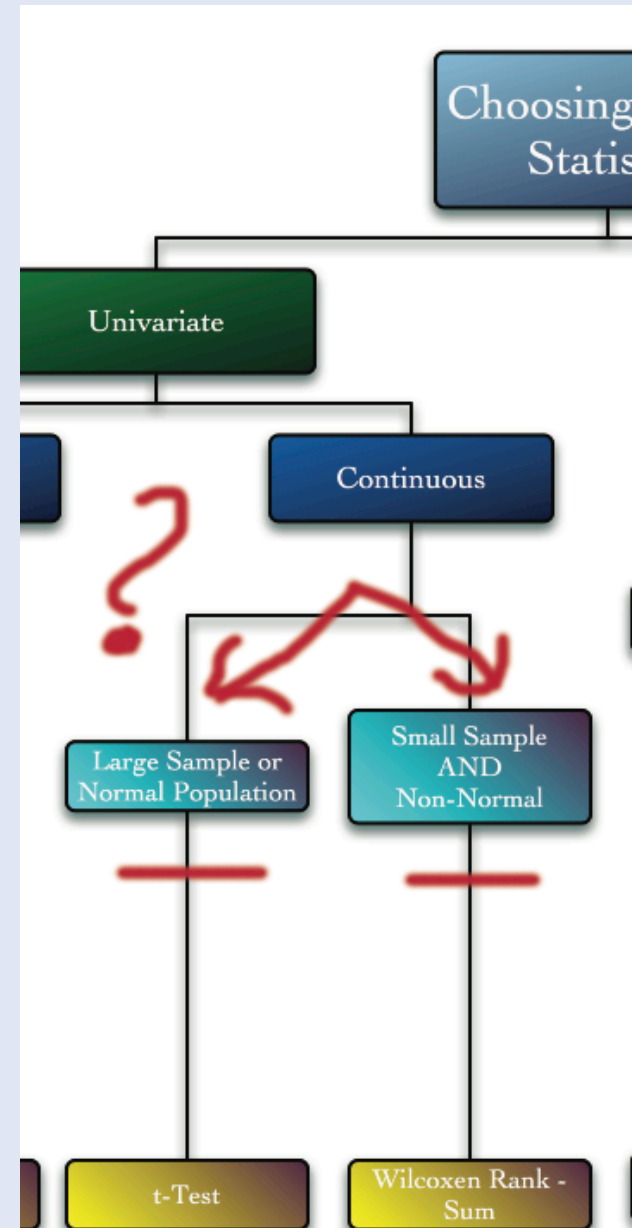 Choosing
Statis
Univariate
Continuous
?
Large Sample or
Normal Population
Small Sample
AND
Non-Normal
t-Test
Wilcoxen Rank -
Sum